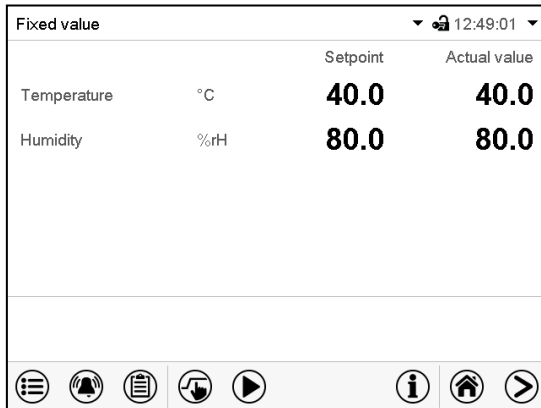 Fixed value 12:49:01
Setpoint Actual value
Temperature °C 40.0 40.0
Humidity %rH 80.0 80.0